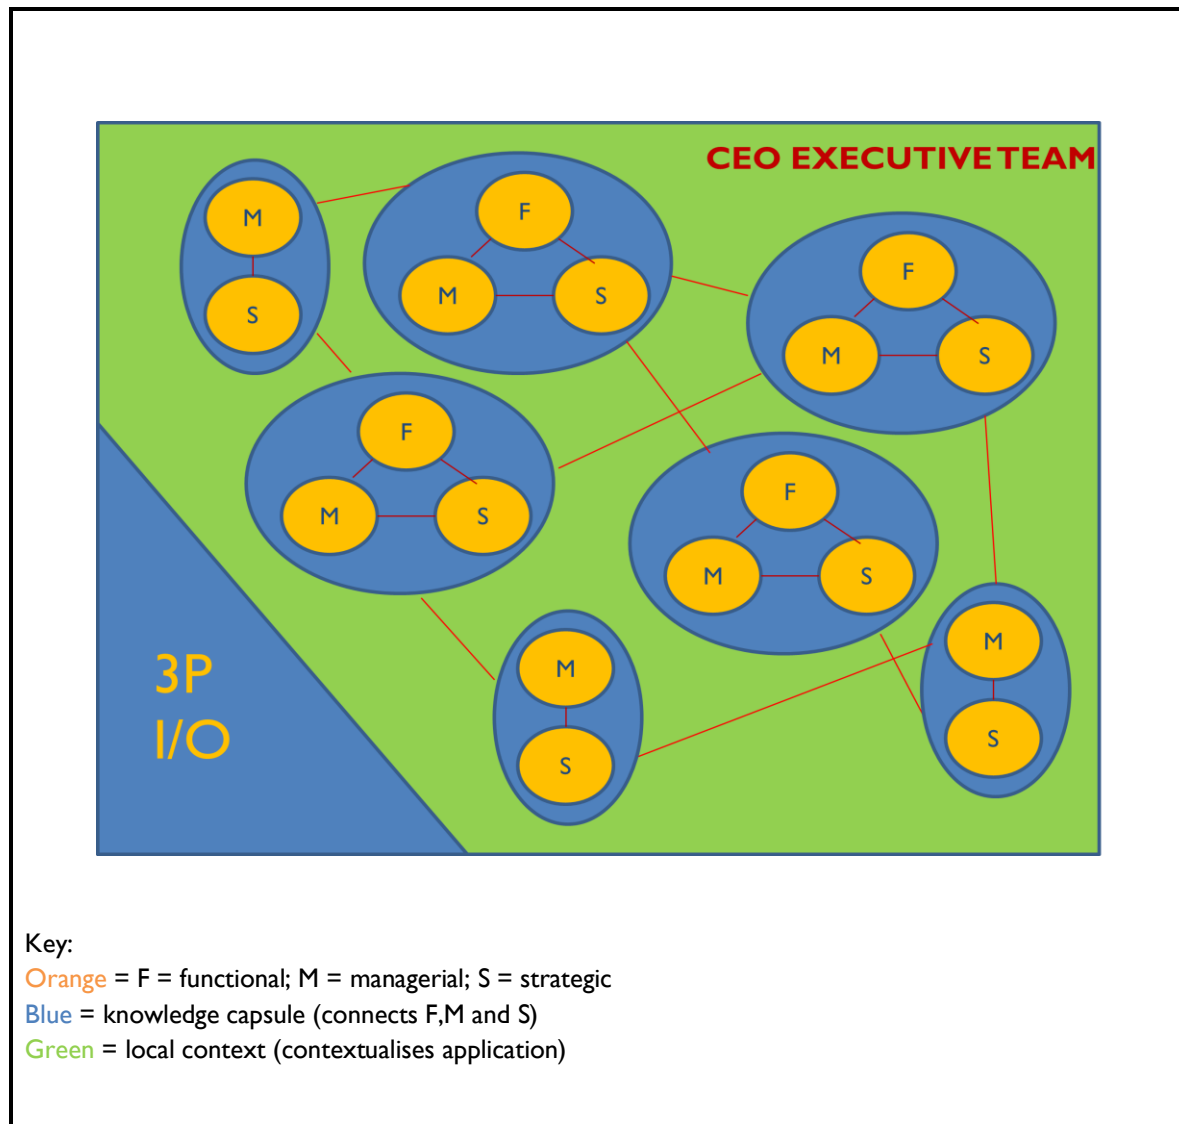 CEO EXECUTIVE TEAM
M
S
F
M
S
F
M
S
F
M
S
F
M
S
M
S
M
S
3P
I/O
Key:
Orange = F = functional; M = managerial; S = strategic
Blue = knowledge capsule (connects F,M and S)
Green = local context (contextualises application)